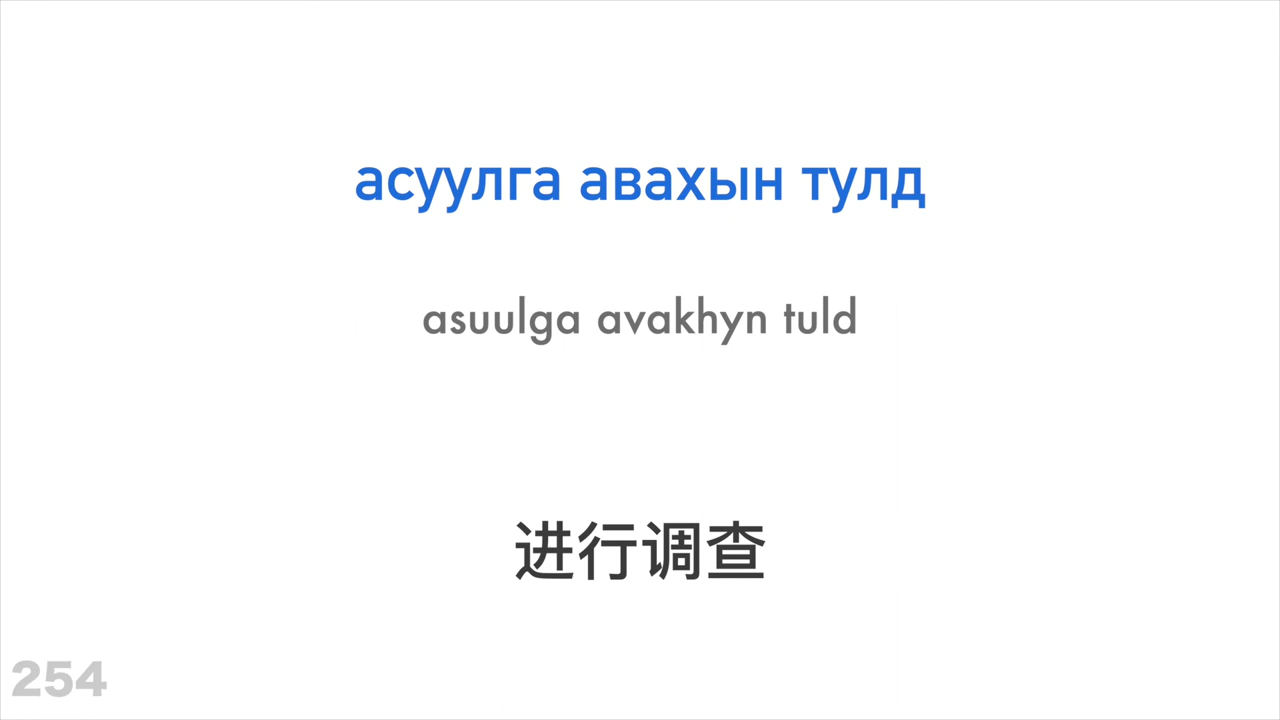 асуулга авахын тулд
asuulga avakhyn tuld
进行调查
254